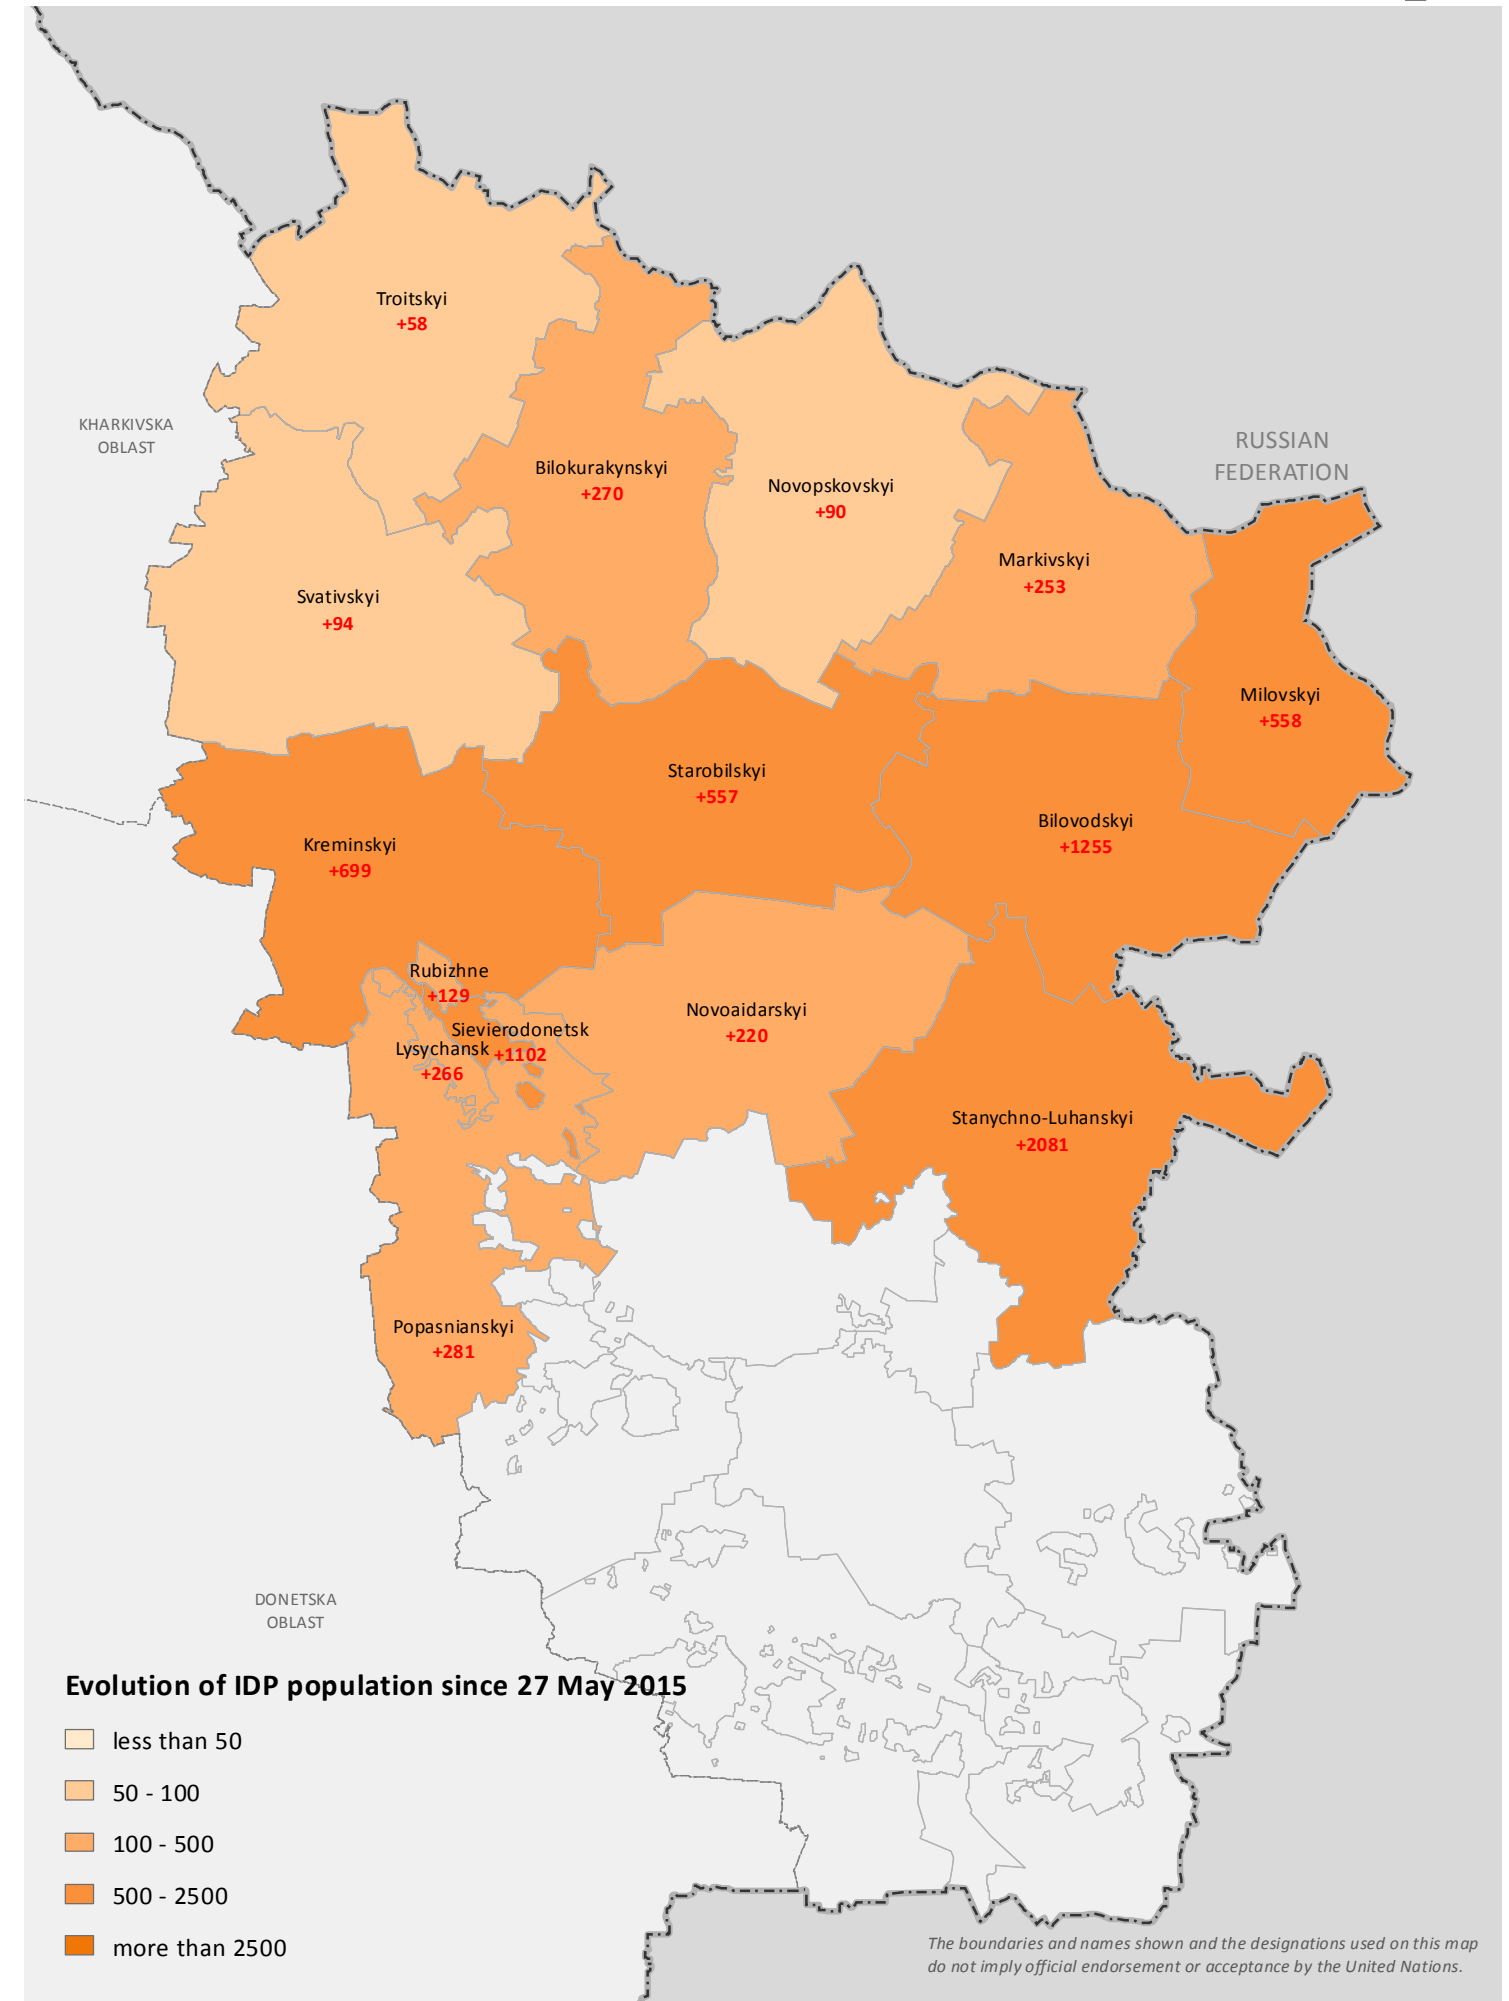 Troitskyi
+58
KHARKIVSKA
OBLAST
RUSSIAN
FEDERATION
Bilokurakynskyi
+270
Novopskovskyi
+90
Markivskyi
+253
Svativskyi
+94
Milovskyi
+558
Starobilskyi
+557
Bilovodskyi
+1255
Kreminskyi
+699
Rubizhne
+129
Sievierodonetsk
+1102
Lysychansk
+266
Novoaidarskyi
+220
Stanychno-Luhanskyi
+2081
Popasnianskyi
+281
DONETSKA
OBLAST
Evolution of IDP population since 27 May 2015
less than 50
50 - 100
100 - 500
500 - 2500
more than 2500
The boundaries and names shown and the designations used on this map
do not imply official endorsement or acceptance by the United Nations.